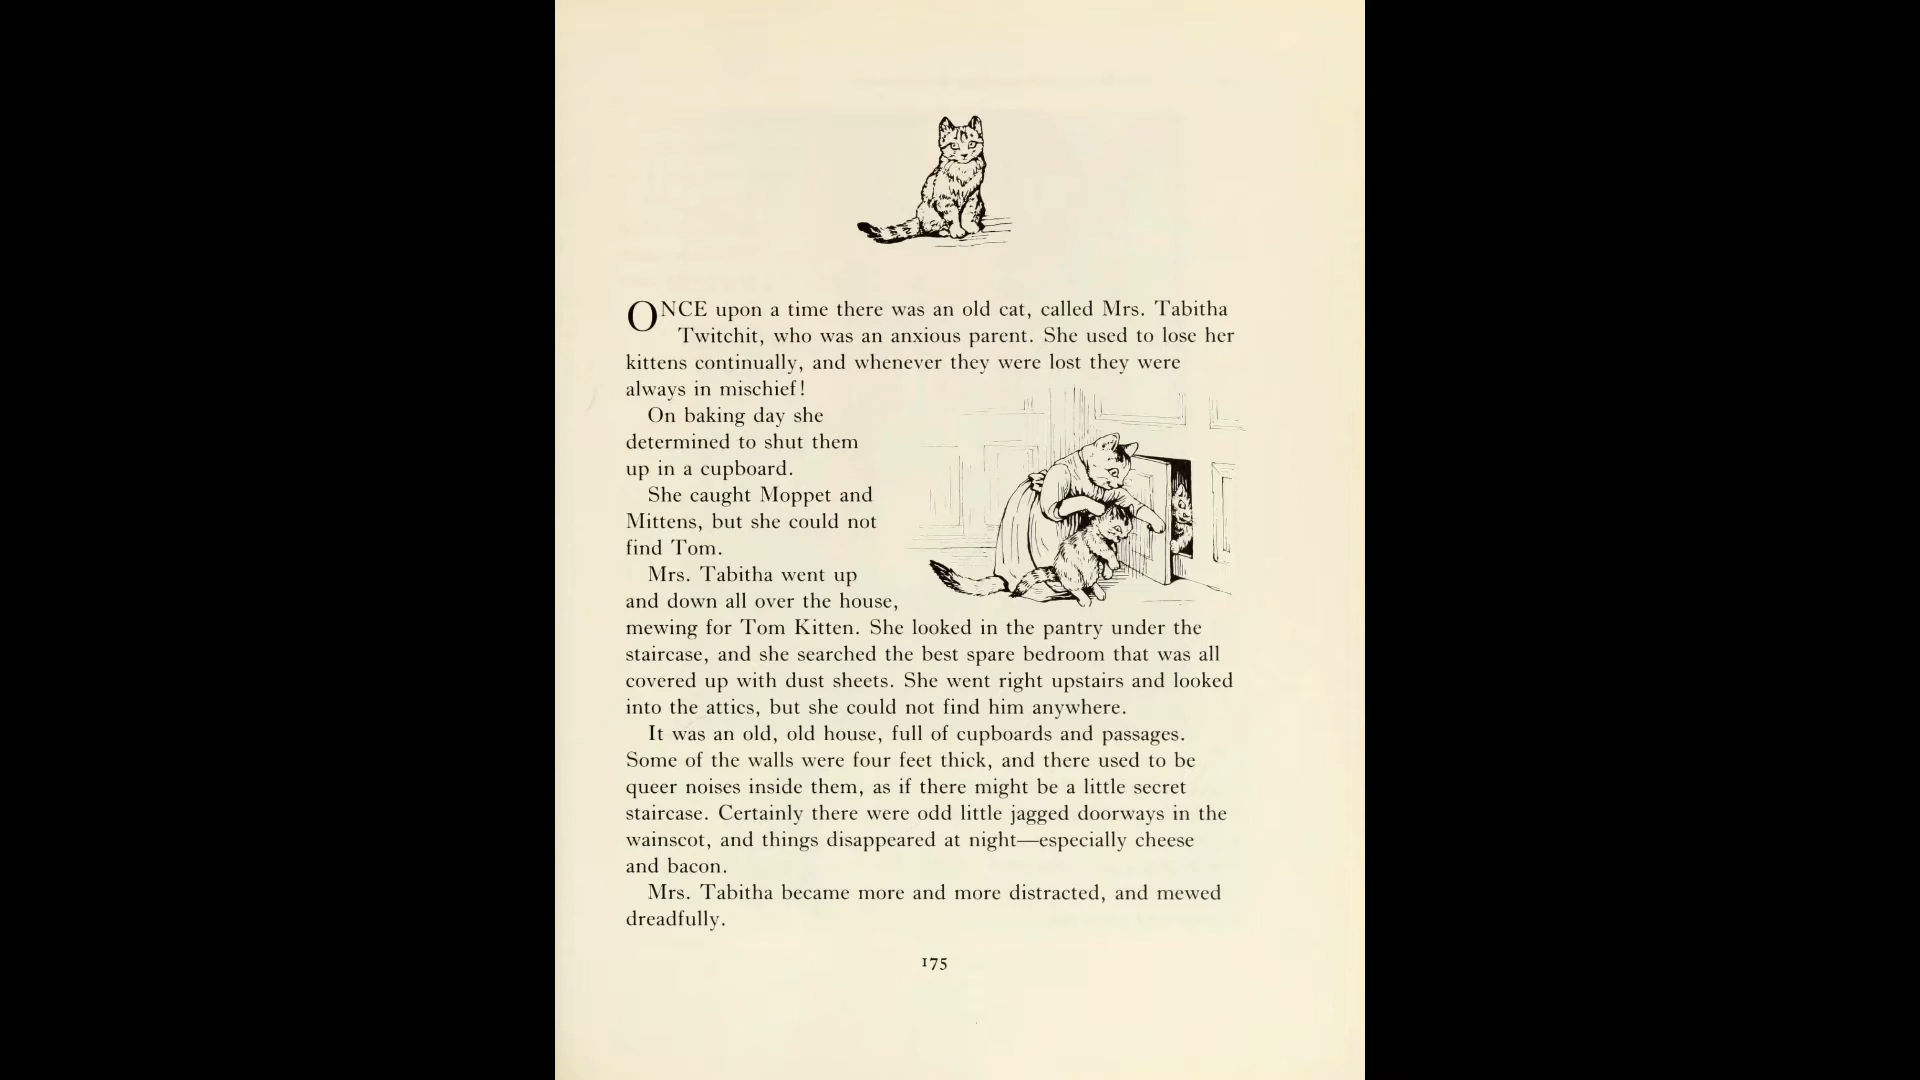 ONCE upon a time there was an old cat, called Mrs. Tabitha
Twitchit, who was an anxious parent. She used to lose her
kittens continually, and whenever they were lost they were
always in mischief!
On baking day she
determined to shut them
up in a cupboard.
She caught Moppet and
Mittens, but she could not
find Tom.
Mrs. Tabitha went up
and down all over the house,
mewing for Tom Kitten. She looked in the pantry under the
staircase, and she searched the best spare bedroom that was all
covered up with dust sheets. She went right upstairs and looked
into the attics, but she could not find him anywhere.
It was an old, old house, full of cupboards and passages.
Some of the walls were four feet thick, and there used to be
queer noises inside them, as if there might be a little secret
staircase. Certainly there were odd little jagged doorways in the
wainscot, and things disappeared at night—especially cheese
and bacon.
Mrs. Tabitha became more and more distracted, and mewed
dreadfully.
175